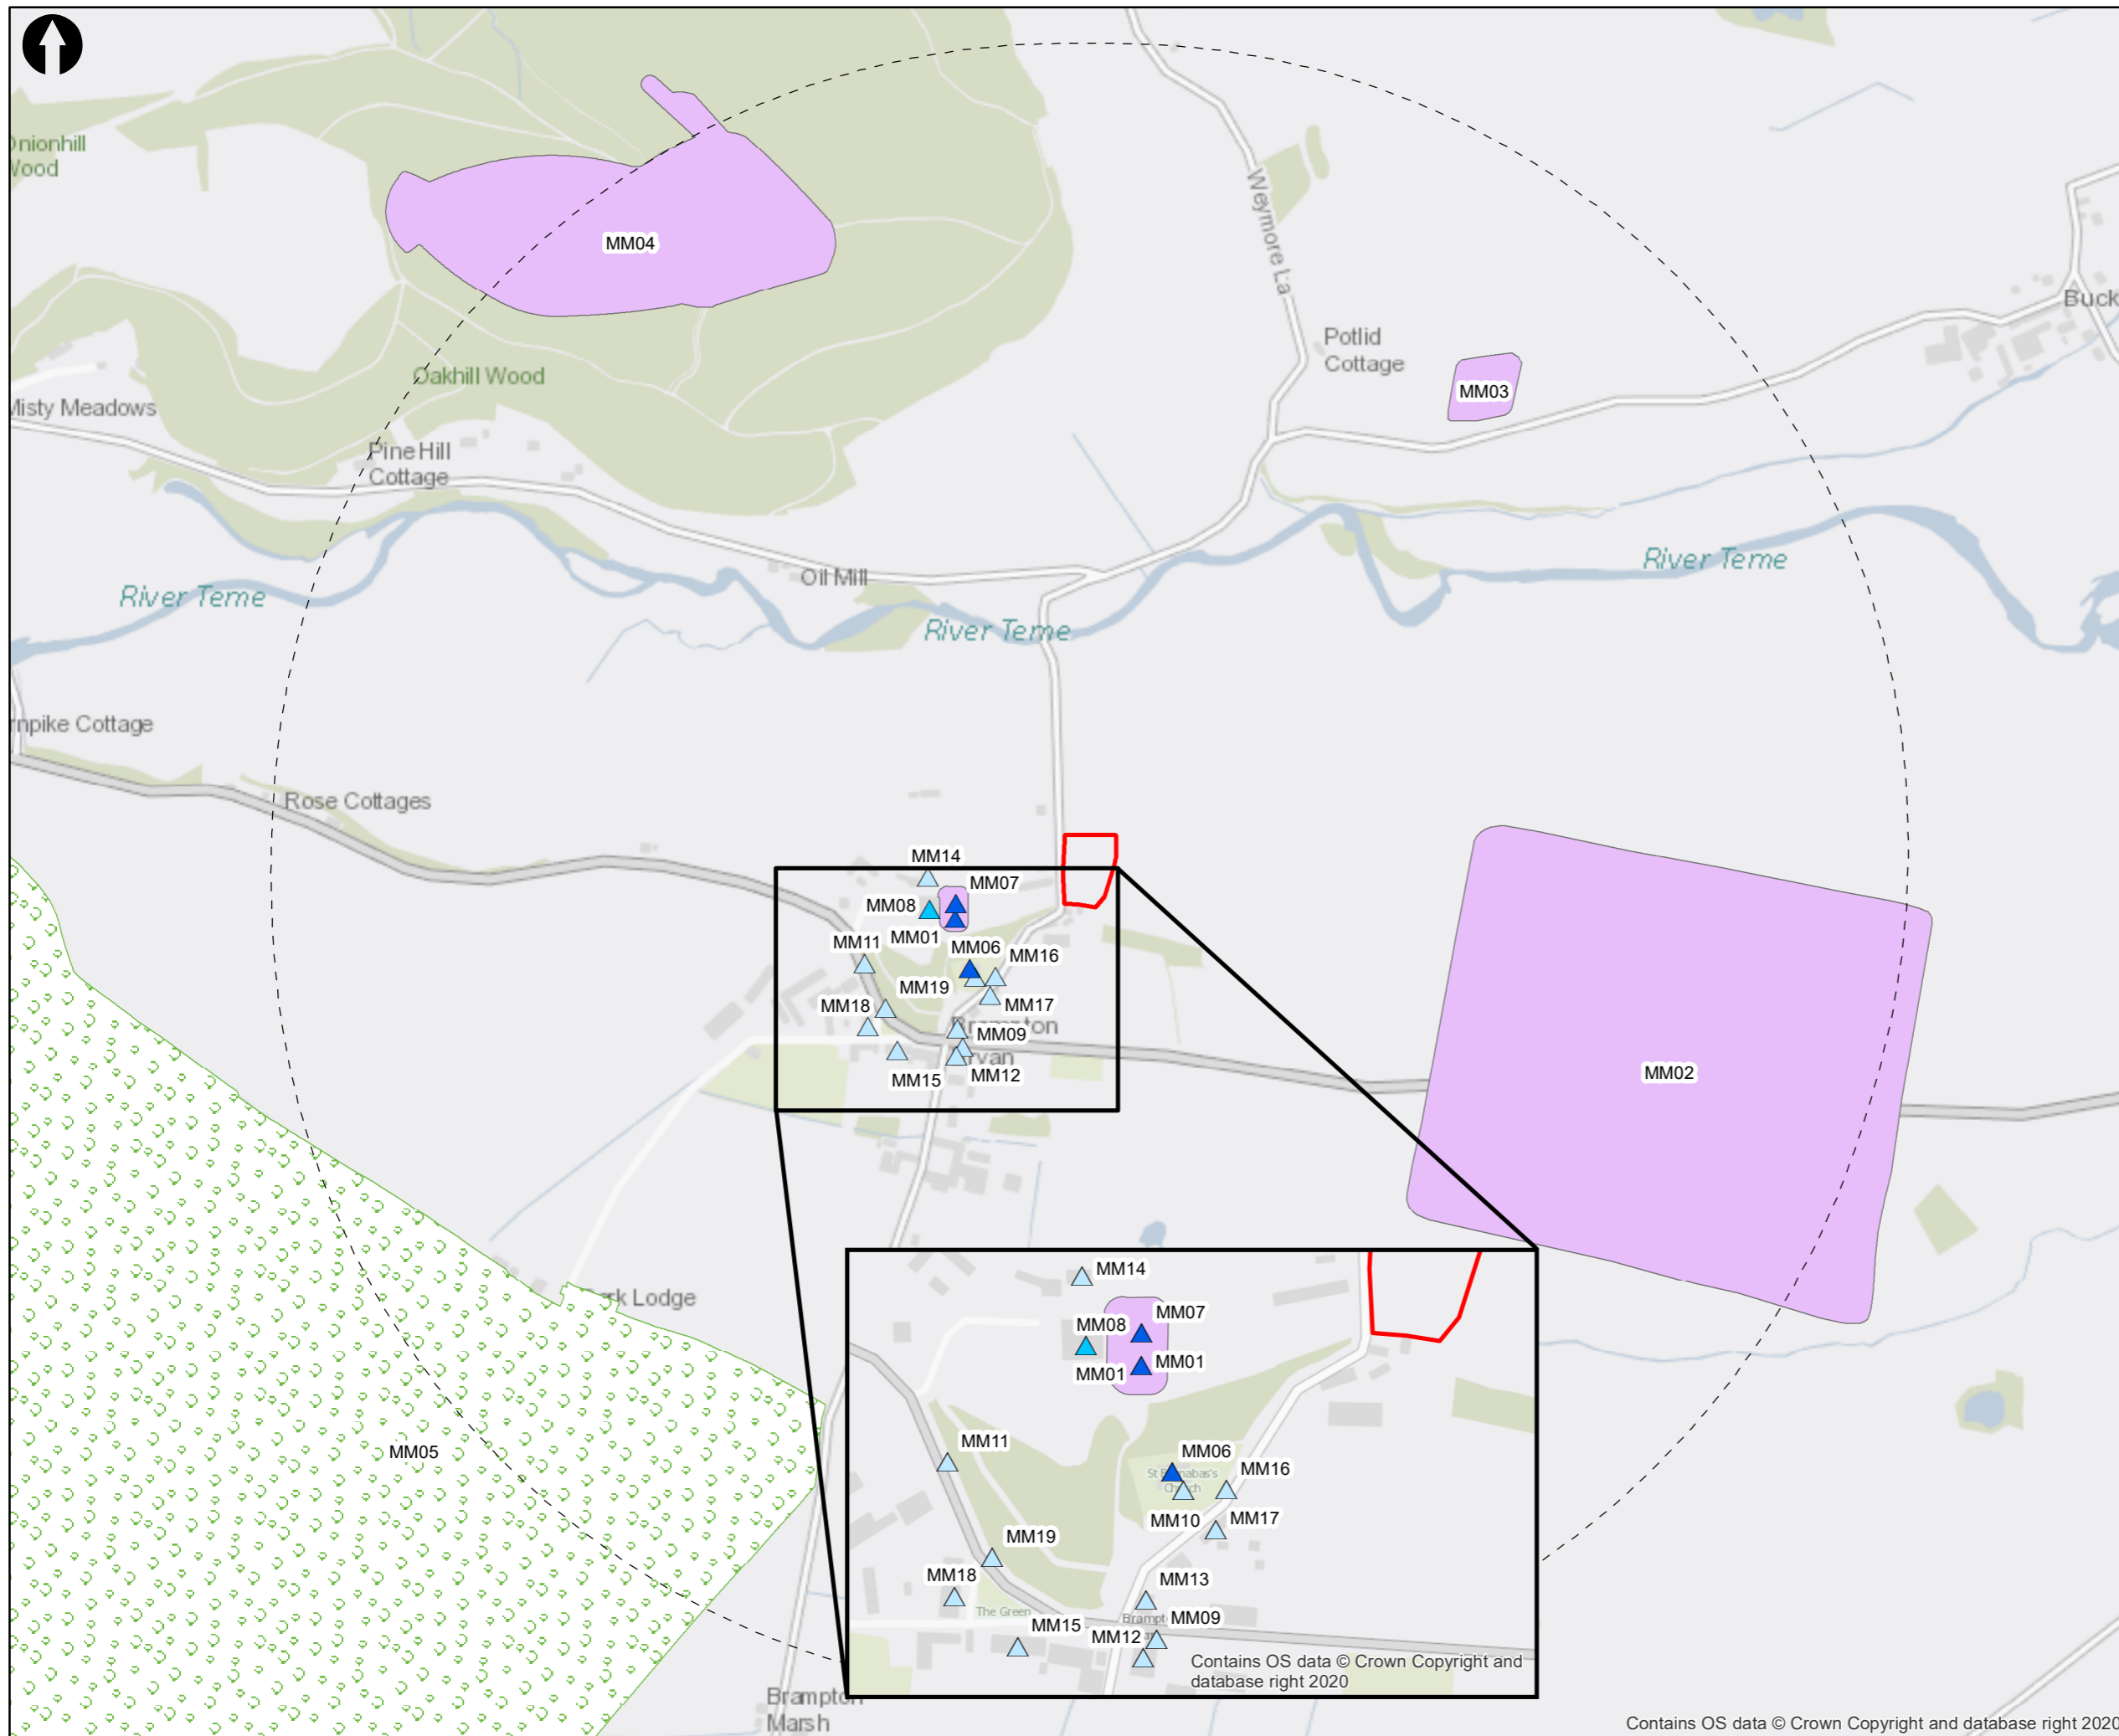 Wood
MM04
Weymore La
Buck
Potlid
Cottage
MM03
Oakhill Wood
Misty Meadows
Pine Hill
Cottage
River Teme
Oil Mill
River Teme
River Teme
rnpike Cottage
Rose Cottages
MM14
MM07
MM08
MM01
MM11
MM06
MM16
MM19
MM18
MM17
MM09
MM15
MM12
MM02
MM05
MM14
MM07
MM08
MM01
MM01
MM11
MM06
MM16
MM10
MM17
MM19
MM18
MM13
The Green
MM15
MM12
MM09
Contains OS data © Crown Copyright and
database right 2020
Brampton
Marsh
Contains OS data © Crown Copyright and database right 2020